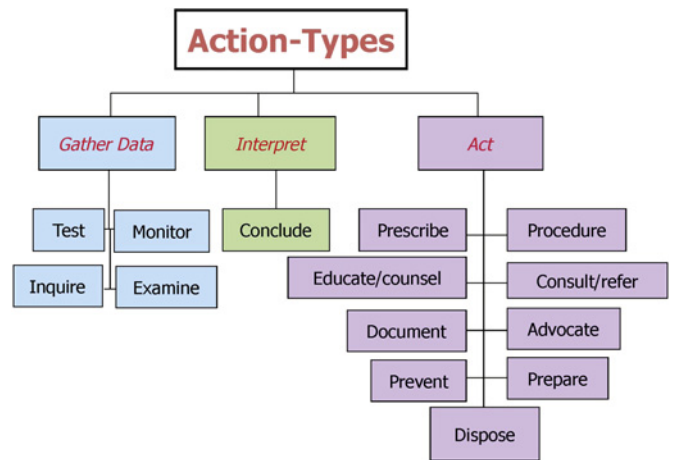 Action-Types
Gather Data
Interpret
Act
Test
Monitor
Conclude
Prescribe
Procedure
Inquire
Examine
Educate/counsel
Consult/refer
Document
Advocate
Prevent
Prepare
Dispose